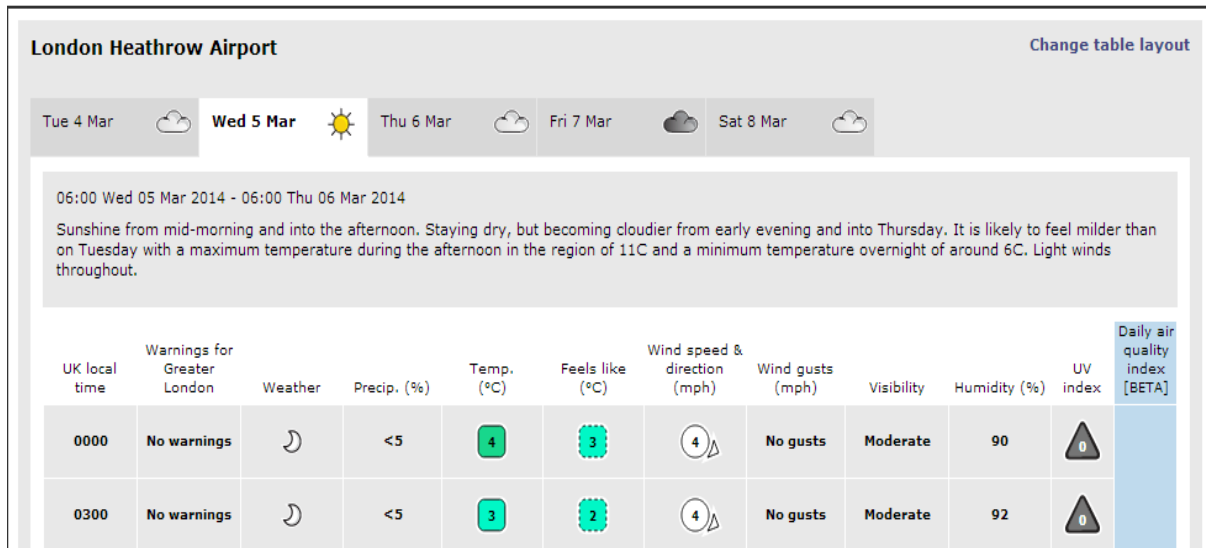 London Heathrow Airport
Change table layout
Tue 4 Mar
Wed 5 Mar
Thu 6 Mar
Fri 7 Mar
Sat 8 Mar
06:00 Wed 05 Mar 2014 - 06:00 Thu 06 Mar 2014
Sunshine from mid-morning and into the afternoon. Staying dry, but becoming cloudier from early evening and into Thursday. It is likely to feel milder than
on Tuesday with a maximum temperature during the afternoon in the region of 11C and a minimum temperature overnight of around 6C. Light winds
throughout.
UK local
time
Warnings for
Greater
London
Weather
Precip. (%)
Temp.
(°C)
Feels like
(°C)
Wind speed &
direction
(mph)
Wind gusts
(mph)
Visibility
Humidity (%)
UV
index
Daily air
quality
index
[BETA]
0000 No warnings <5 4 3 4 No gusts Moderate 90 0
0300 No warnings <5 3 2 4 No gusts Moderate 92 0